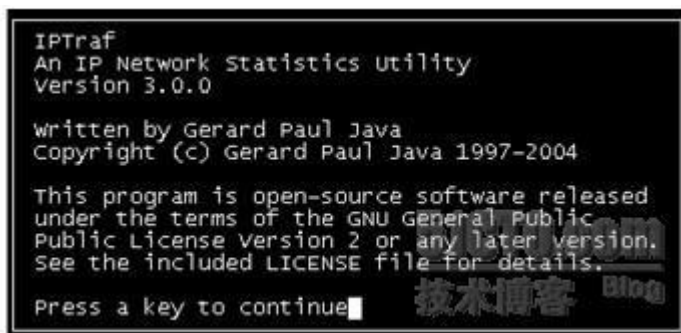 IPTraf
An IP Network Statistics Utility
Version 3.0.0
Written by Gerard Paul Java
Copyright (c) Gerard Paul Java 1997-2004
This program is open-source software released
under the terms of the GNU General Public
Public License Version 2 or any later version.
See the included LICENSE file for details.
Press a key to continue
技术博客 Blog